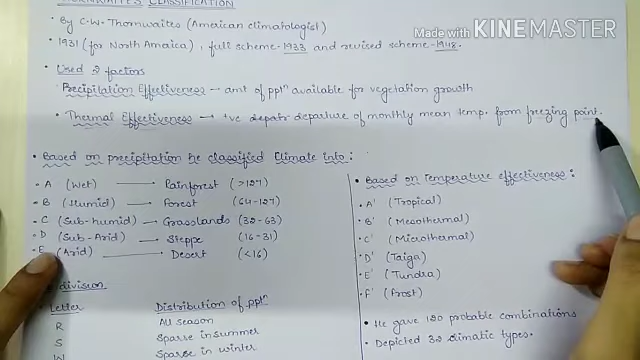 THORNWAITE'S CLASSIFICATION
Made with KINEMASTER
• By C.W. Thornwaites (American climatologist)
• 1931 (for North Amaica), full scheme 1933 and revised scheme - 1948.
• Used 2 factors
Precipitation Effectiveness → amt of pptⁿ available for vegetation growth
• Thermal Effectiveness → +ve departure of monthly mean temp. from freezing point.
• Based on precipitation he classified Climate into:
• A (Wet) → Rainforest (>127)
• B (Humid) → Forest (64-127)
• C (Sub-humid) → Grasslands (32-63)
• D (Sub-Arid) → Steppe (16-31)
• E (Arid) → Desert (<16)
division
Letter Distribution of pptⁿ
R All season
S Sparse in summer
W Sparse in winter
• Based on Temperature effectiveness:
• A' (Tropical)
• B' (Mesothermal)
• C' (Microthermal)
• D' (Taiga)
• E' (Tundra)
• F' (Frost)
• He gave 120 probable combinations
• Depicted 32 climatic types.